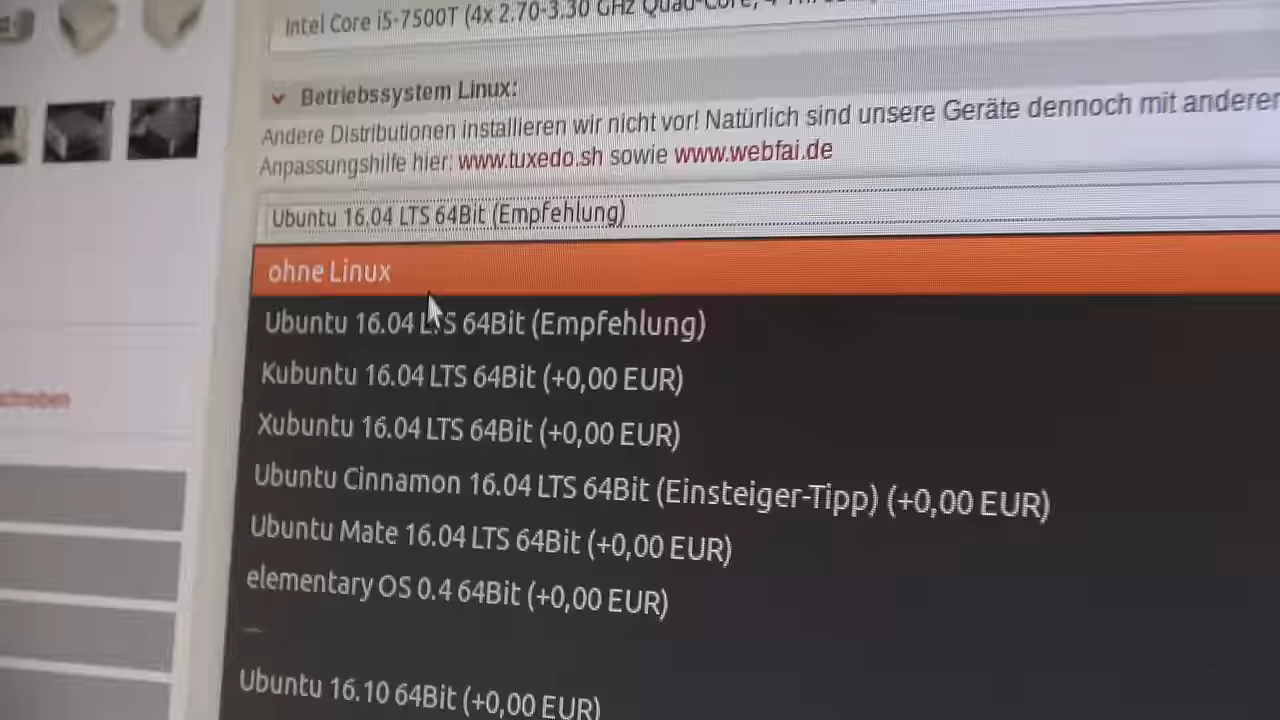 Intel Core i5-7500T (4x 2.70-3.30 GHz Quad-Core, 4
Betriebssystem Linux:
Andere Distributionen installieren wir nicht vor! Natürlich sind unsere Geräte dennoch mit anderen
Anpassungshilfe hier: www.tuxedo.sh sowie www.webfai.de
Ubuntu 16.04 LTS 64Bit (Empfehlung)
ohne Linux
Ubuntu 16.04 LTS 64Bit (Empfehlung)
Kubuntu 16.04 LTS 64Bit (+0,00 EUR)
Xubuntu 16.04 LTS 64Bit (+0,00 EUR)
Ubuntu Cinnamon 16.04 LTS 64Bit (Einsteiger-Tipp) (+0,00 EUR)
Ubuntu Mate 16.04 LTS 64Bit (+0,00 EUR)
elementary OS 0.4 64Bit (+0,00 EUR)
---
Ubuntu 16.10 64Bit (+0,00 EUR)